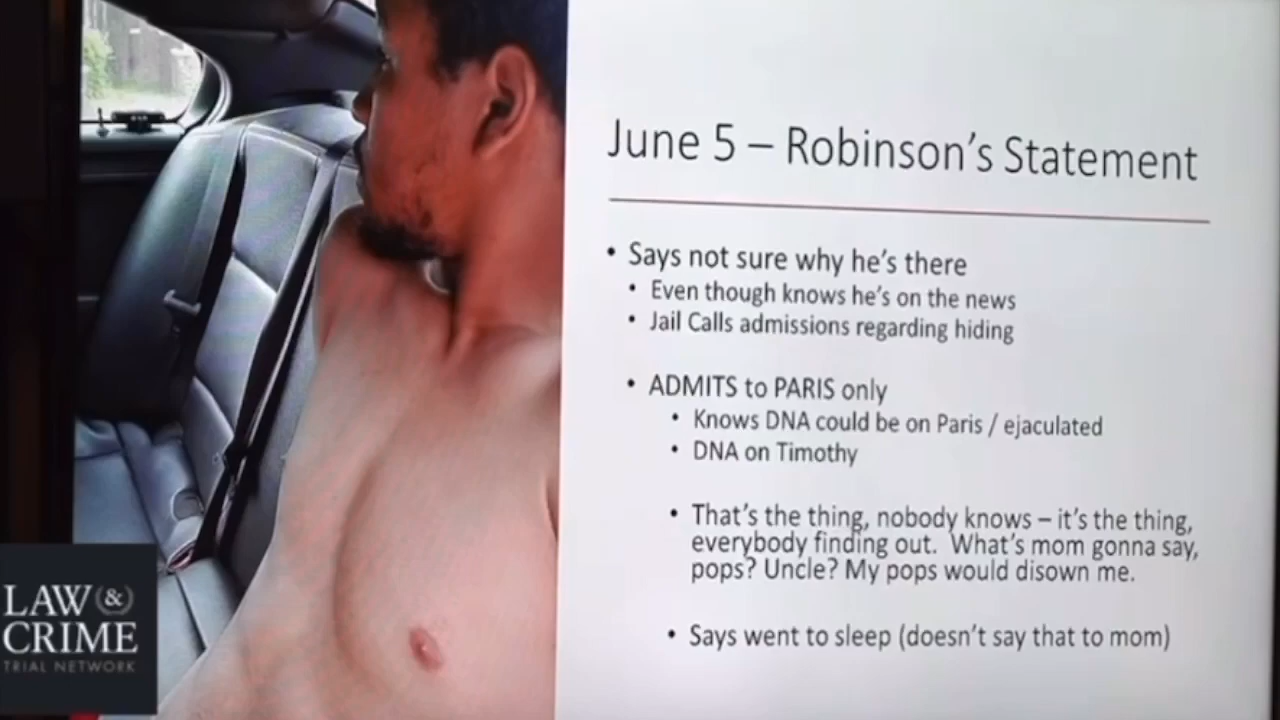 June 5 – Robinson's Statement
• Says not sure why he's there
• Even though knows he's on the news
• Jail Calls admissions regarding hiding
• ADMITS to PARIS only
• Knows DNA could be on Paris / ejaculated
• DNA on Timothy
• That's the thing, nobody knows – it's the thing,
everybody finding out. What's mom gonna say,
pops? Uncle? My pops would disown me.
• Says went to sleep (doesn't say that to mom)
LAW &
CRIME
TRIAL NETWORK